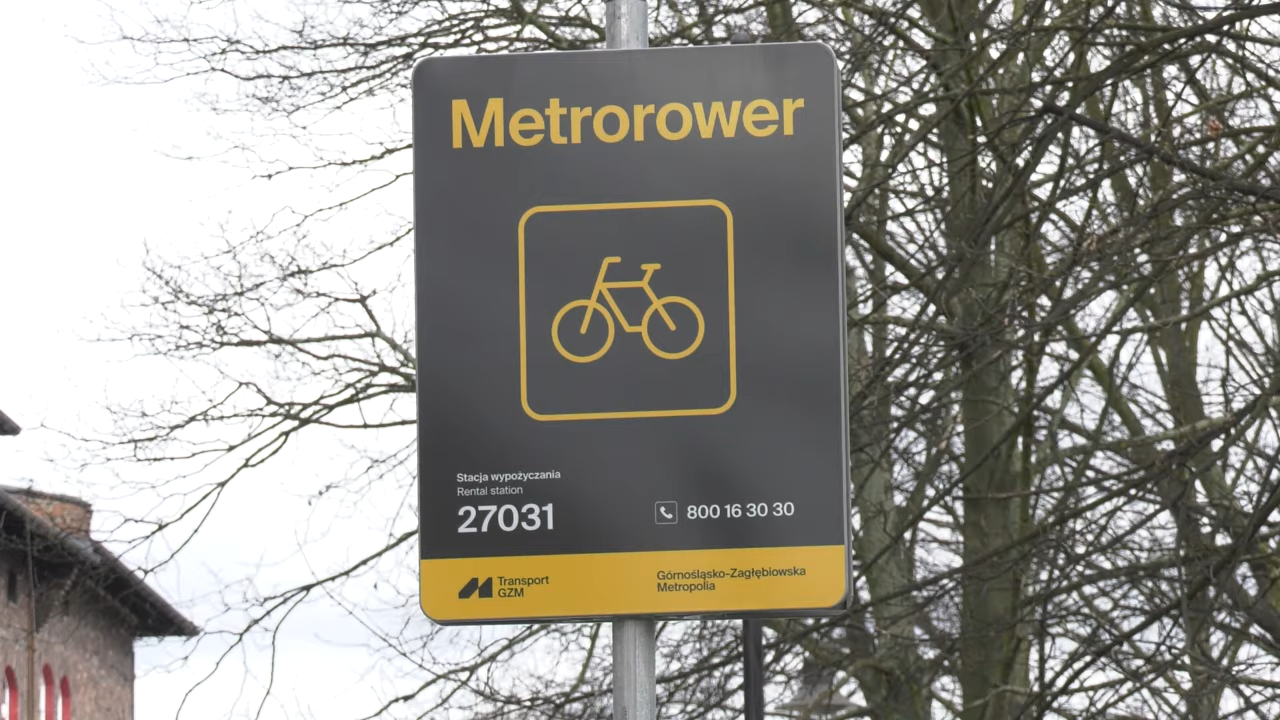 Metrorower
Stacja wypożyczania
Rental station
27031
800 16 30 30
Transport
GZM
Górnośląsko-Zagłębiowska
Metropolia